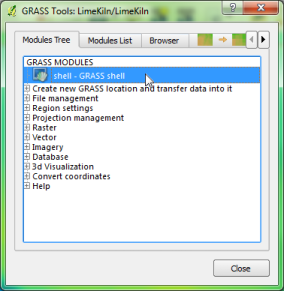 GRASS Tools: LimeKiln/LimeKiln
Modules Tree
Modules List
Browser
GRASS MODULES
shell - GRASS shell
Create new GRASS location and transfer data into it
File management
Region settings
Projection management
Raster
Vector
Imagery
Database
3d Visualization
Convert coordinates
Help
Close